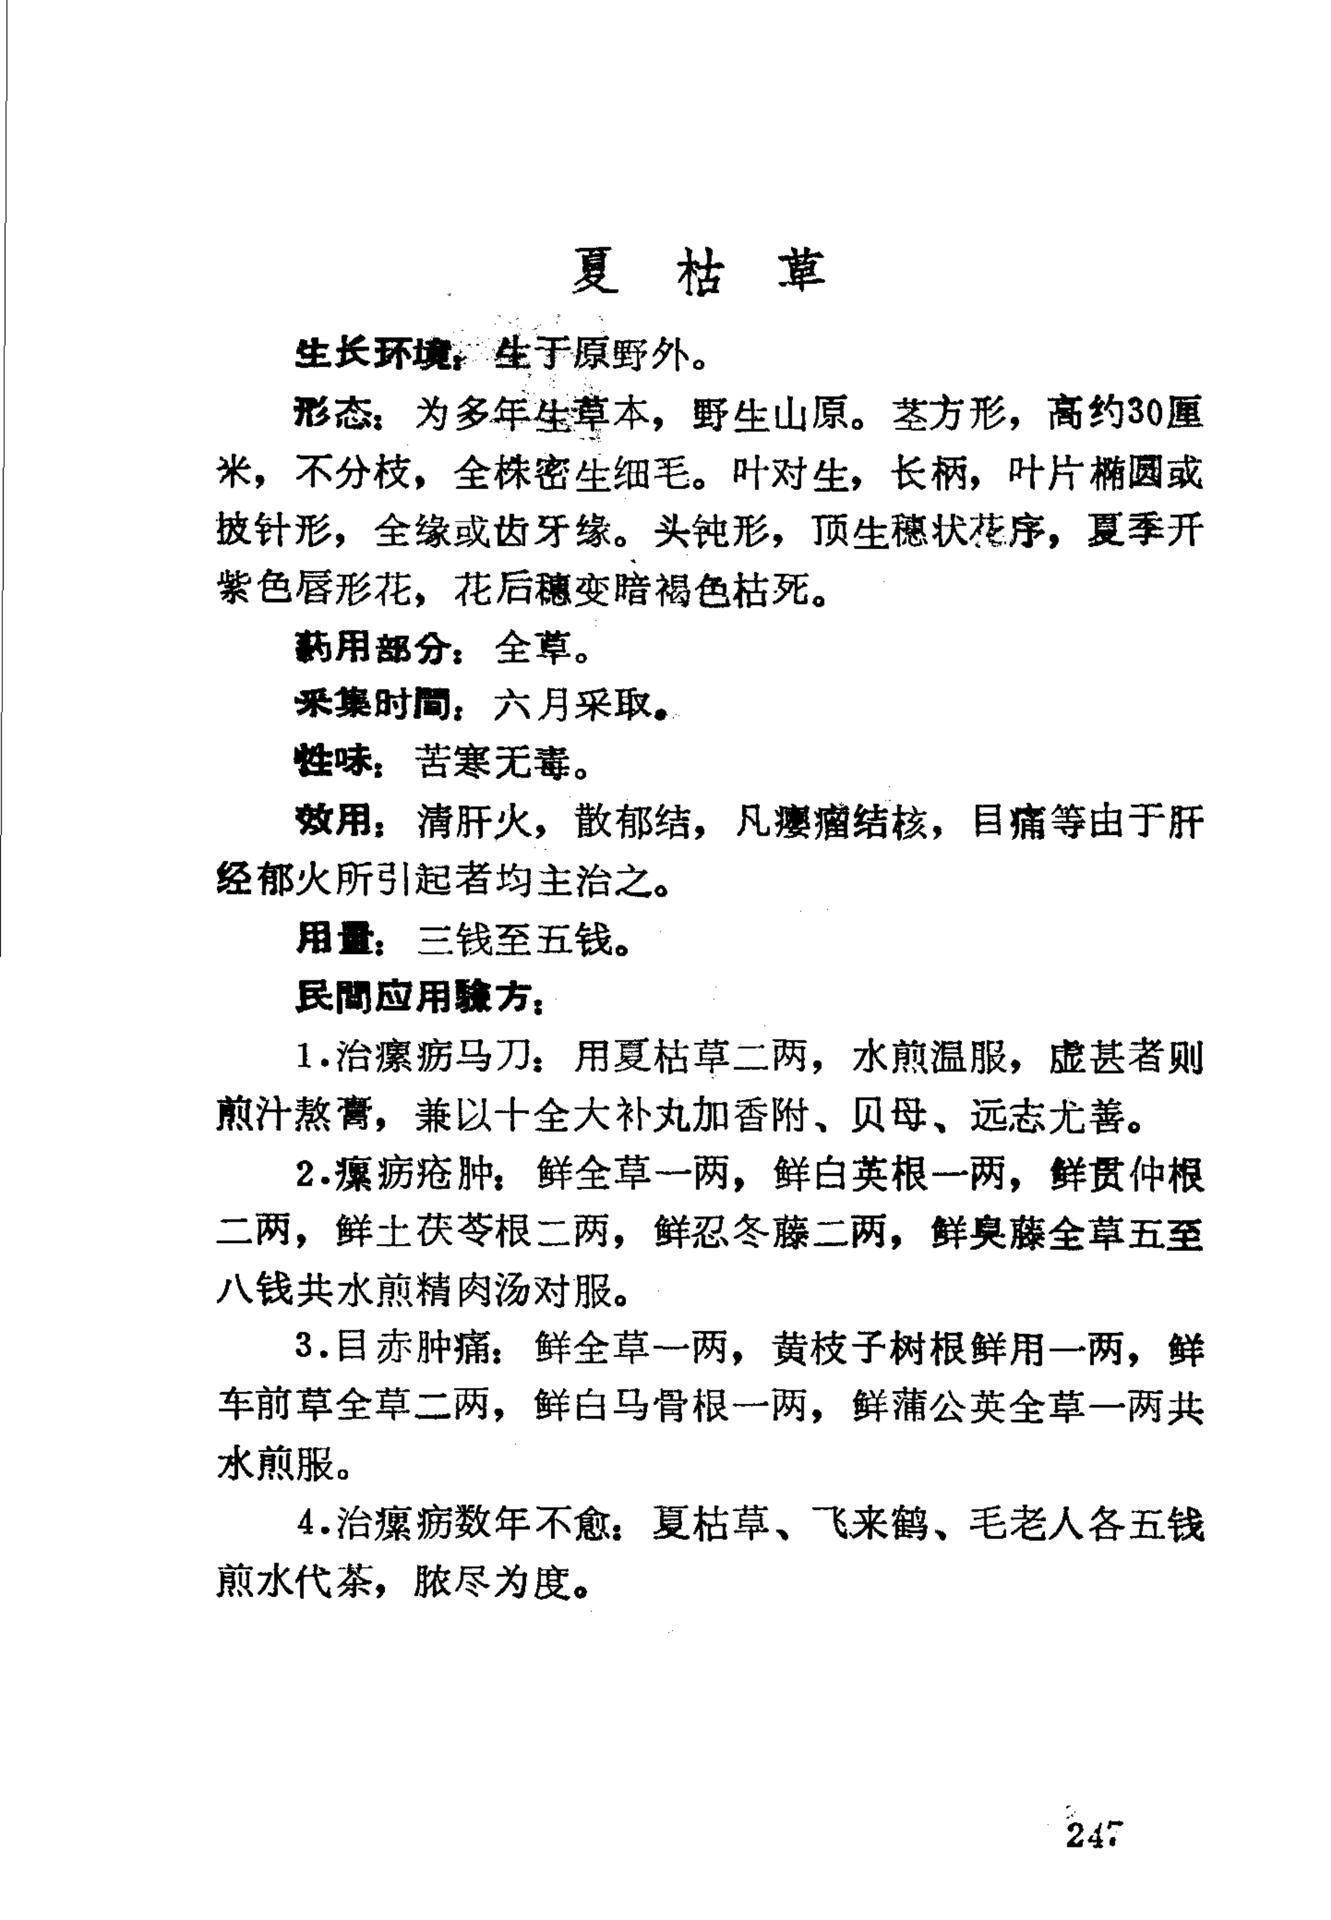 夏枯草
生长环境：生于原野外。
形态：为多年生草本，野生山原。茎方形，高约30厘
米，不分枝，全株密生细毛。叶对生，长柄，叶片椭圆或
披针形，全缘或齿牙缘。头钝形，顶生穗状花序，夏季开
紫色唇形花，花后穗变暗褐色枯死。
药用部分：全草。
采集时間：六月采取。
性味：苦寒无毒。
效用：清肝火，散郁结，凡瘿瘤结核，目痛等由于肝
经郁火所引起者均主治之。
用量：三钱至五钱。
民間应用驗方：
1.治瘰疬马刀：用夏枯草二两，水煎温服，虚甚者则
煎汁熬膏，兼以十全大补丸加香附、贝母、远志尤善。
2.瘰疬疮肿：鲜全草一两，鲜白英根一两，鲜贯仲根
二两，鲜土茯苓根二两，鲜忍冬藤二两，鲜臭藤全草五至
八钱共水煎精肉汤对服。
3.目赤肿痛：鲜全草一两，黄枝子树根鲜用一两，鲜
车前草全草二两，鲜白马骨根一两，鲜蒲公英全草一两共
水煎服。
4.治瘰疬数年不愈：夏枯草、飞来鹤、毛老人各五钱
煎水代茶，脓尽为度。
247